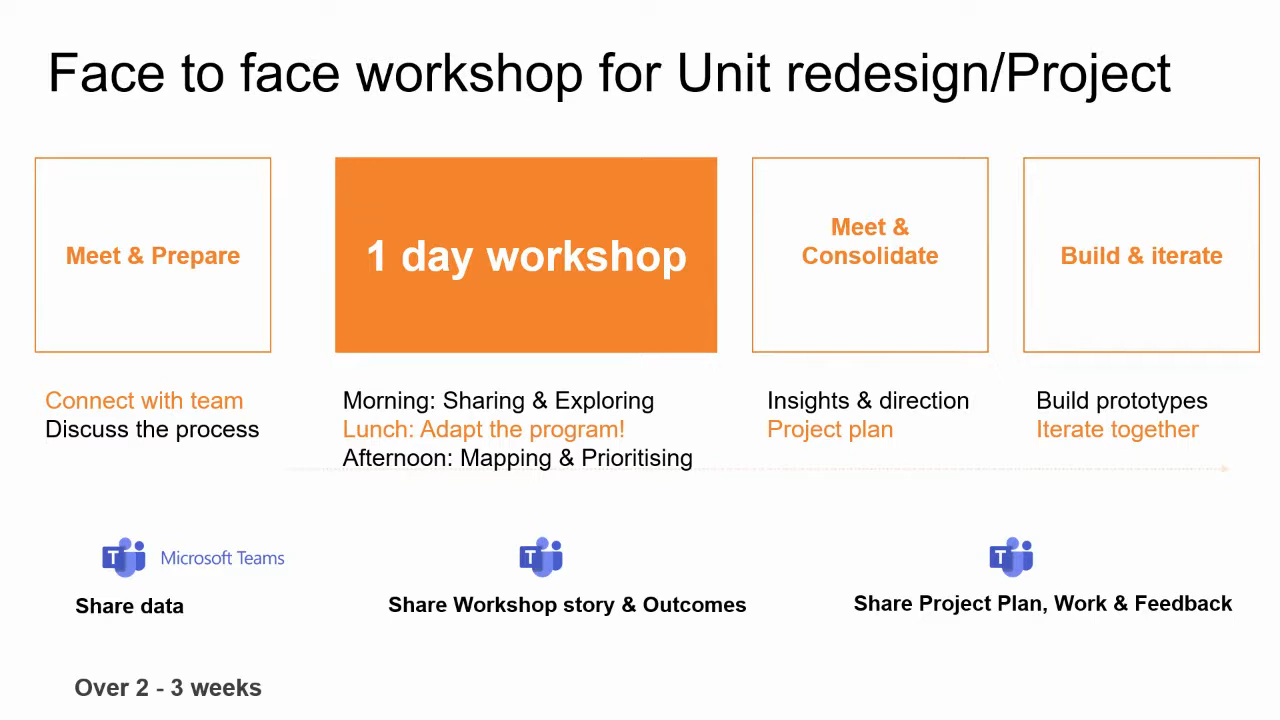 Face to face workshop for Unit redesign/Project
Meet & Prepare
1 day workshop
Meet &
Consolidate
Build & iterate
Connect with team
Discuss the process
Morning: Sharing & Exploring
Lunch: Adapt the program!
Afternoon: Mapping & Prioritising
Insights & direction
Project plan
Build prototypes
Iterate together
T Microsoft Teams
Share data
T
Share Workshop story & Outcomes
T
Share Project Plan, Work & Feedback
Over 2 - 3 weeks